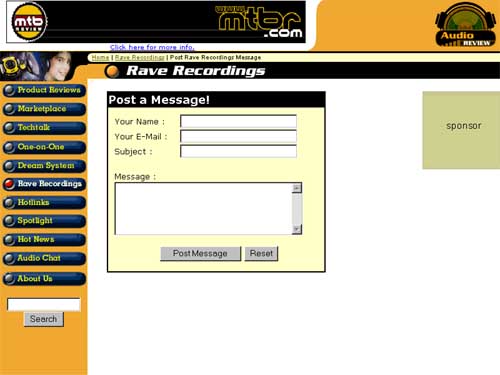 mtb
REVIEW
www.
mtbr
.com
Audio
REVIEW
Click here for more info.
Home | Rave Recordings | Post Rave Recordings Message
Rave Recordings
Product Reviews
Marketplace
Techtalk
One-on-One
Dream System
Rave Recordings
Hotlinks
Spotlight
Hot News
Audio Chat
About Us
Search
Post a Message!
Your Name :
Your E-Mail :
Subject :
Message :
Post Message
Reset
sponsor